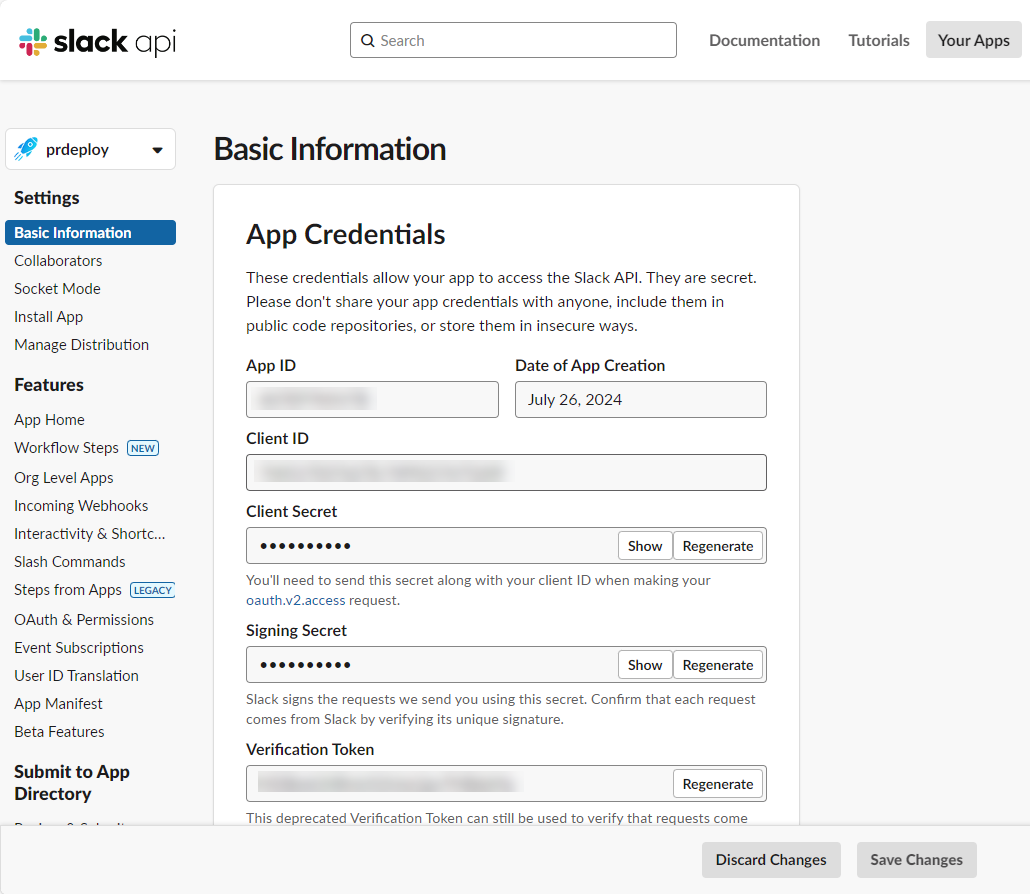 slack api
Search
Documentation
Tutorials
Your Apps
prdeploy
Settings
Basic Information
Collaborators
Socket Mode
Install App
Manage Distribution
Features
App Home
Workflow Steps NEW
Org Level Apps
Incoming Webhooks
Interactivity & Shortc...
Slash Commands
Steps from Apps LEGACY
OAuth & Permissions
Event Subscriptions
User ID Translation
App Manifest
Beta Features
Submit to App
Directory
Basic Information
App Credentials
These credentials allow your app to access the Slack API. They are secret.
Please don't share your app credentials with anyone, include them in
public code repositories, or store them in insecure ways.
App ID
Date of App Creation
July 26, 2024
Client ID
Client Secret
•••••••••• Show Regenerate
You'll need to send this secret along with your client ID when making your
oauth.v2.access request.
Signing Secret
•••••••••• Show Regenerate
Slack signs the requests we send you using this secret. Confirm that each request
comes from Slack by verifying its unique signature.
Verification Token
Regenerate
This deprecated Verification Token can still be used to verify that requests come
Discard Changes
Save Changes